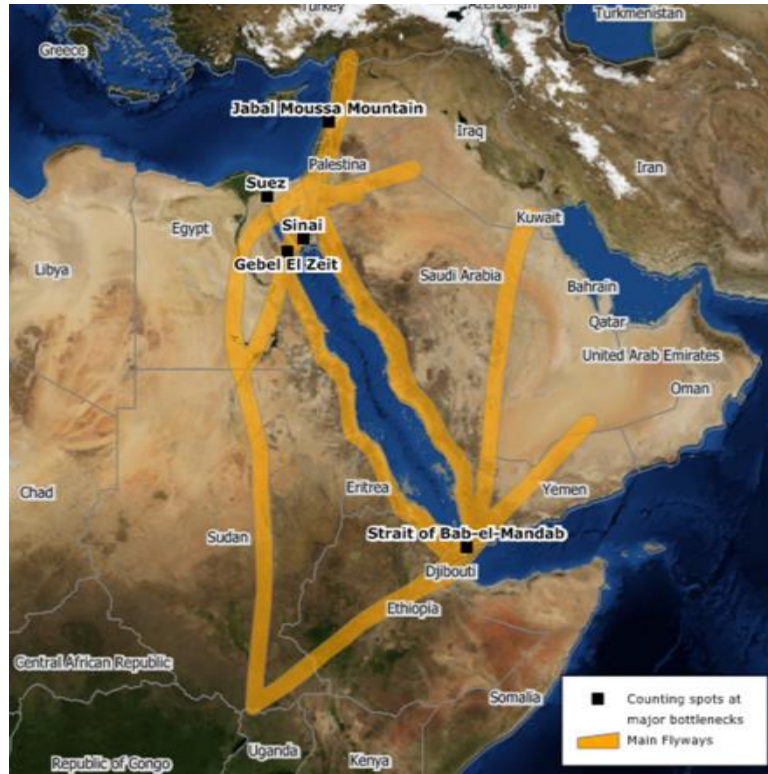 Turkey
Azerbaijan
Turkmenistan
Greece
Jabal Moussa Mountain
Iraq
Iran
Palestina
Suez
Egypt
Sinai
Kuwait
Gebel El Zeit
Libya
Saudi Arabia
Bahrain
Qatar
United Arab Emirates
Oman
Chad
Eritrea
Yemen
Sudan
Strait of Bab-el-Mandab
Djibouti
Ethiopia
Central African Republic
Somalia
Counting spots at
major bottlenecks
Main Flyways
Uganda
Republic of Congo
Kenya